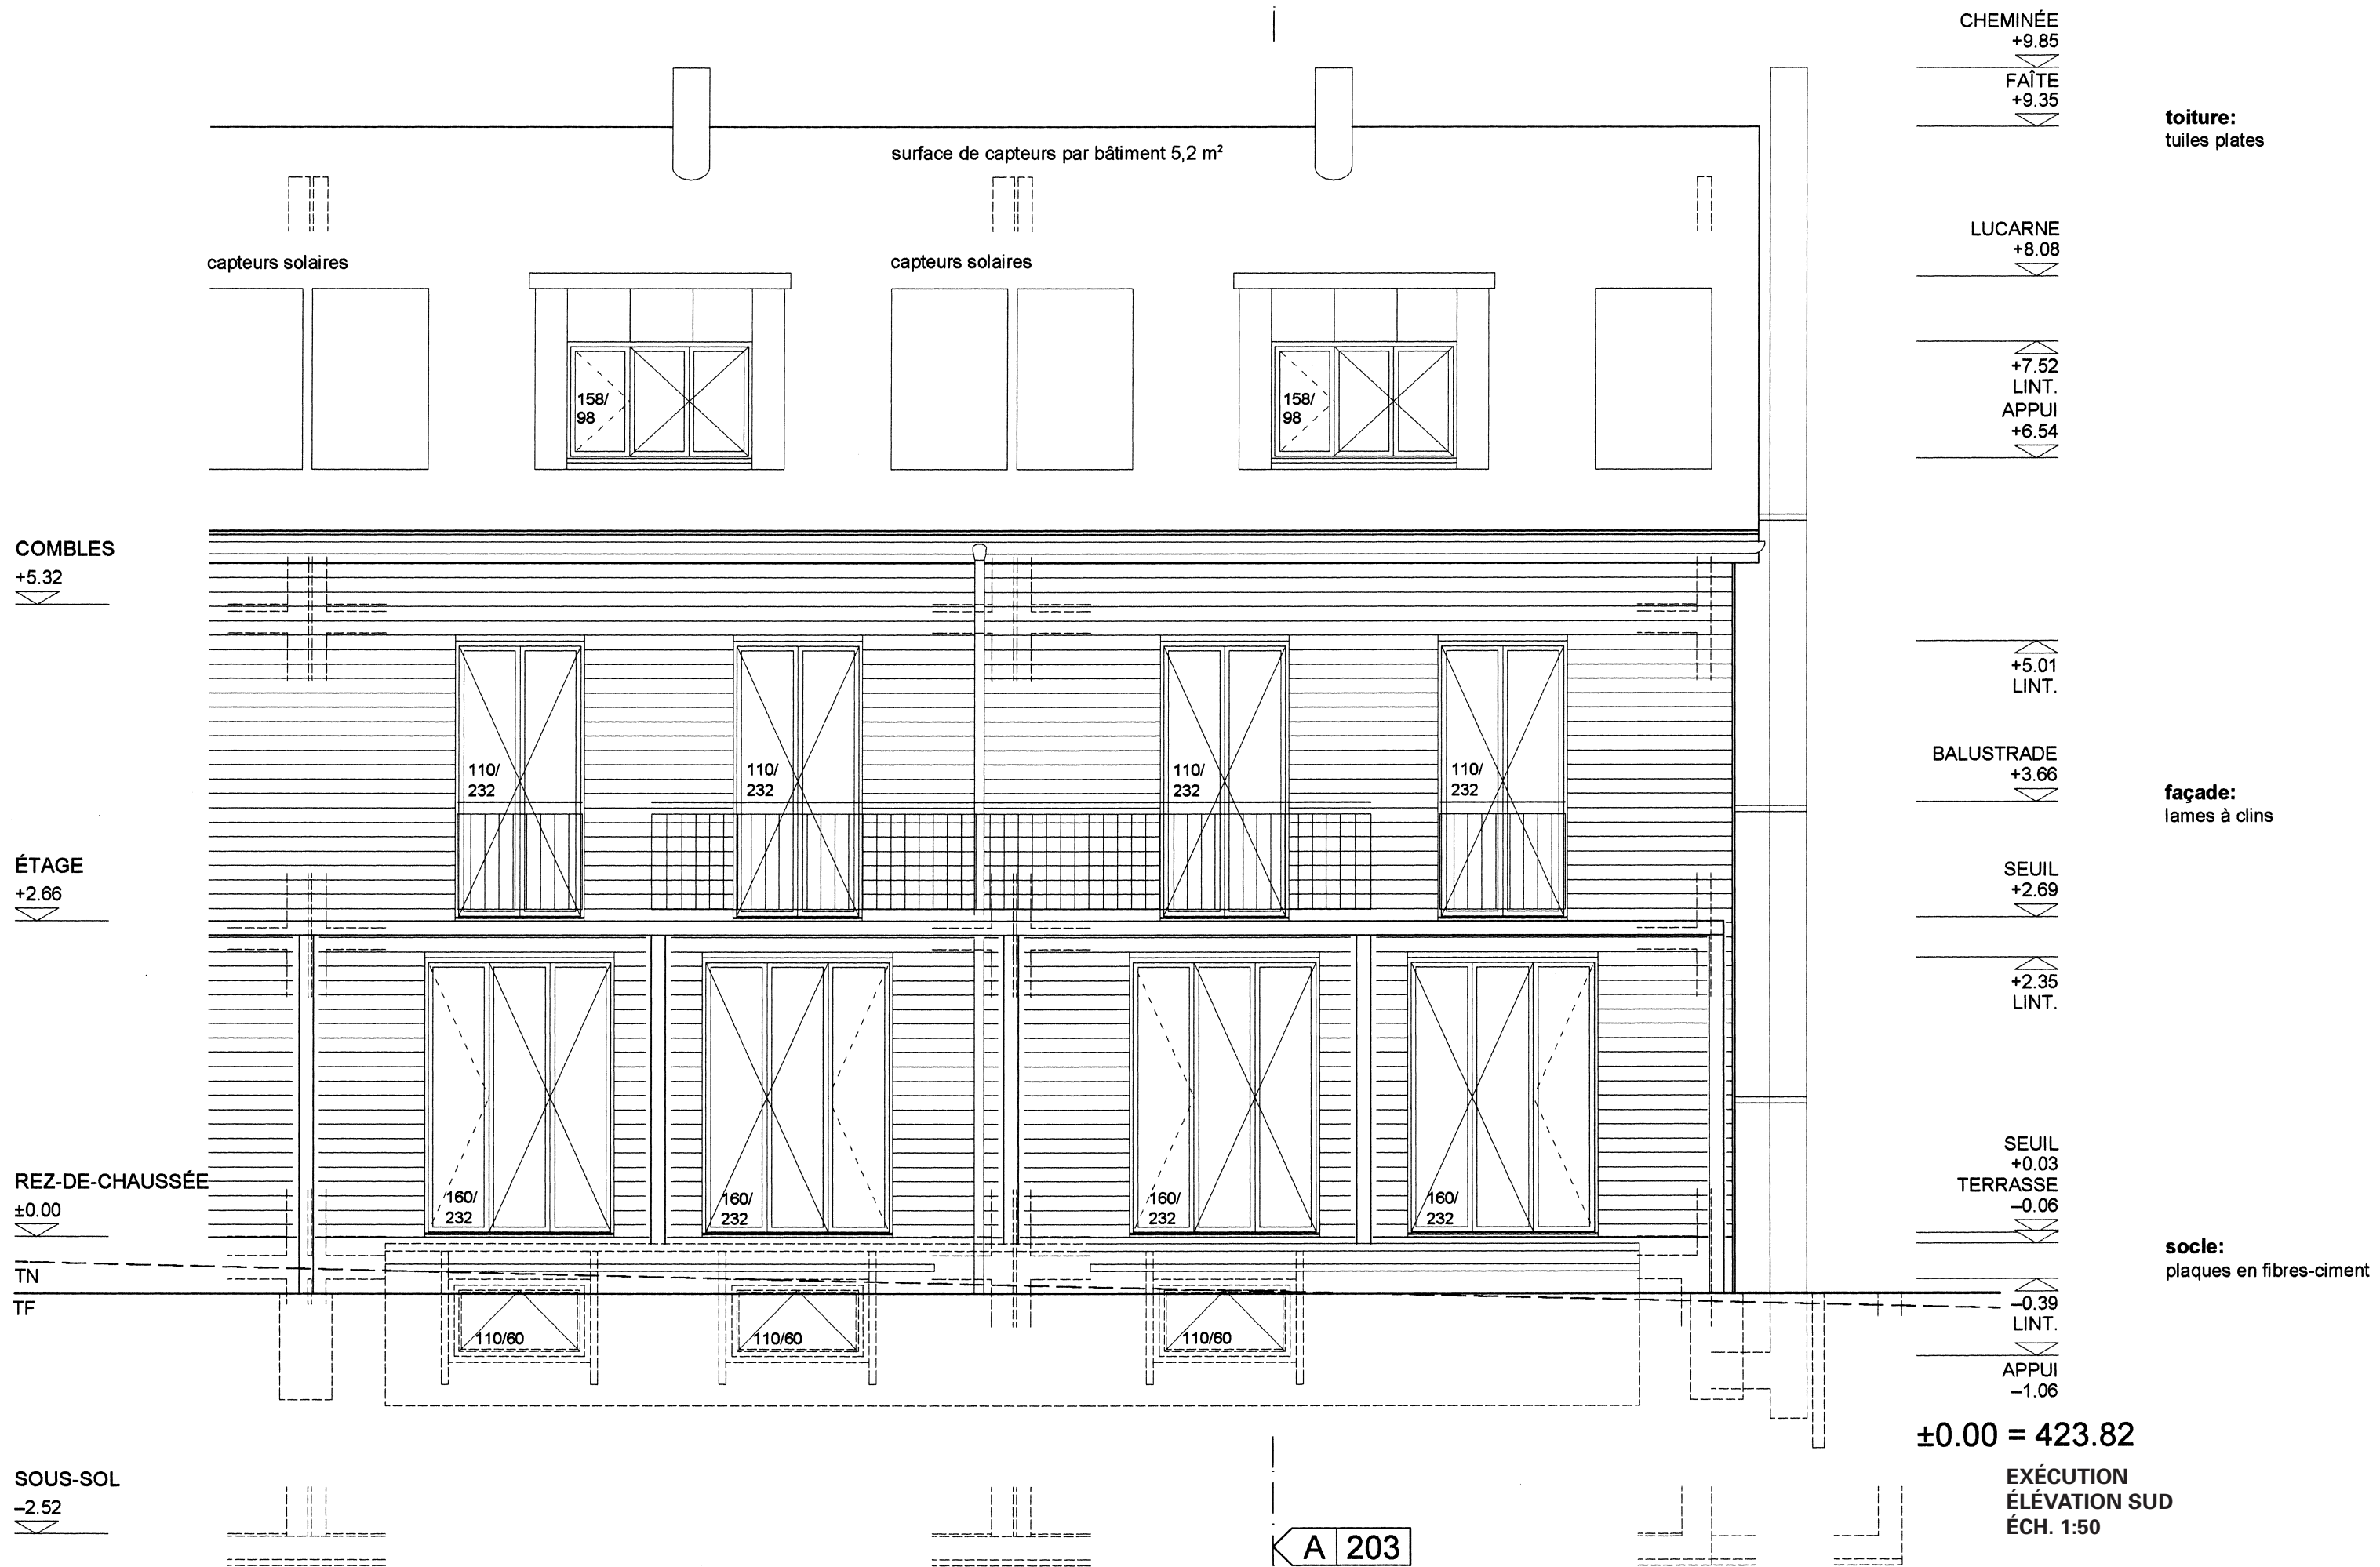 CHEMINÉE
+9.85
FAÎTE
+9.35
toiture:
tuiles plates
surface de capteurs par bâtiment 5,2 m²
LUCARNE
+8.08
capteurs solaires
capteurs solaires
+7.52
LINT.
APPUI
+6.54
158/
98
158/
98
COMBLES
+5.32
+5.01
LINT.
BALUSTRADE
+3.66
façade:
lames à clins
110/
232
110/
232
110/
232
110/
232
ÉTAGE
+2.66
SEUIL
+2.69
+2.35
LINT.
REZ-DE-CHAUSSÉE
±0.00
160/
232
160/
232
160/
232
160/
232
SEUIL
+0.03
TERRASSE
–0.06
socle:
plaques en fibres-ciment
TN
TF
–0.39
LINT.
110/60
110/60
110/60
APPUI
–1.06
±0.00 = 423.82
SOUS-SOL
–2.52
EXÉCUTION
ÉLÉVATION SUD
ÉCH. 1:50
A 203